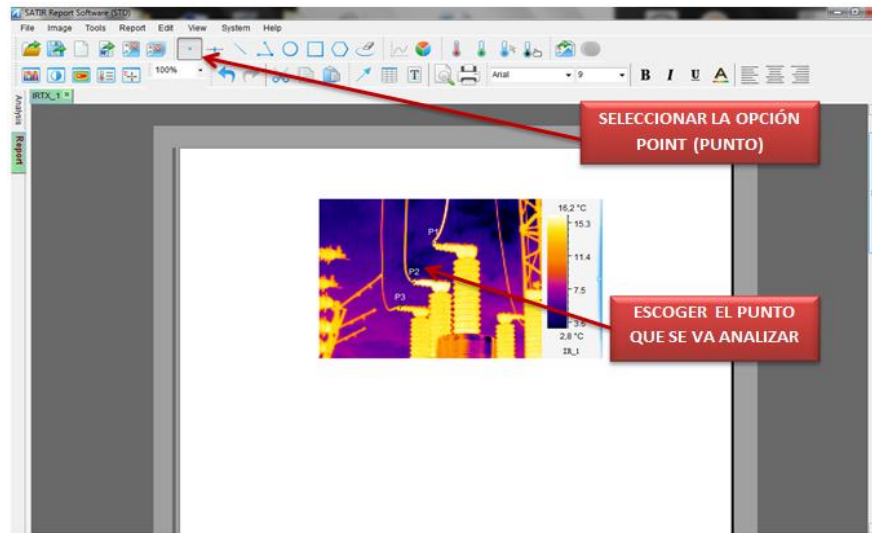 SATIR Report Software (STD)
File Image Tools Report Edit View System Help
100% Arial 9 B I U A
IRTX_1
Analysis
Report
SELECCIONAR LA OPCIÓN
POINT (PUNTO)
16,2 °C
15.3
P1
11.4
P2
7.5
P3
3.6
2,8 °C
IR_1
ESCOGER EL PUNTO
QUE SE VA ANALIZAR